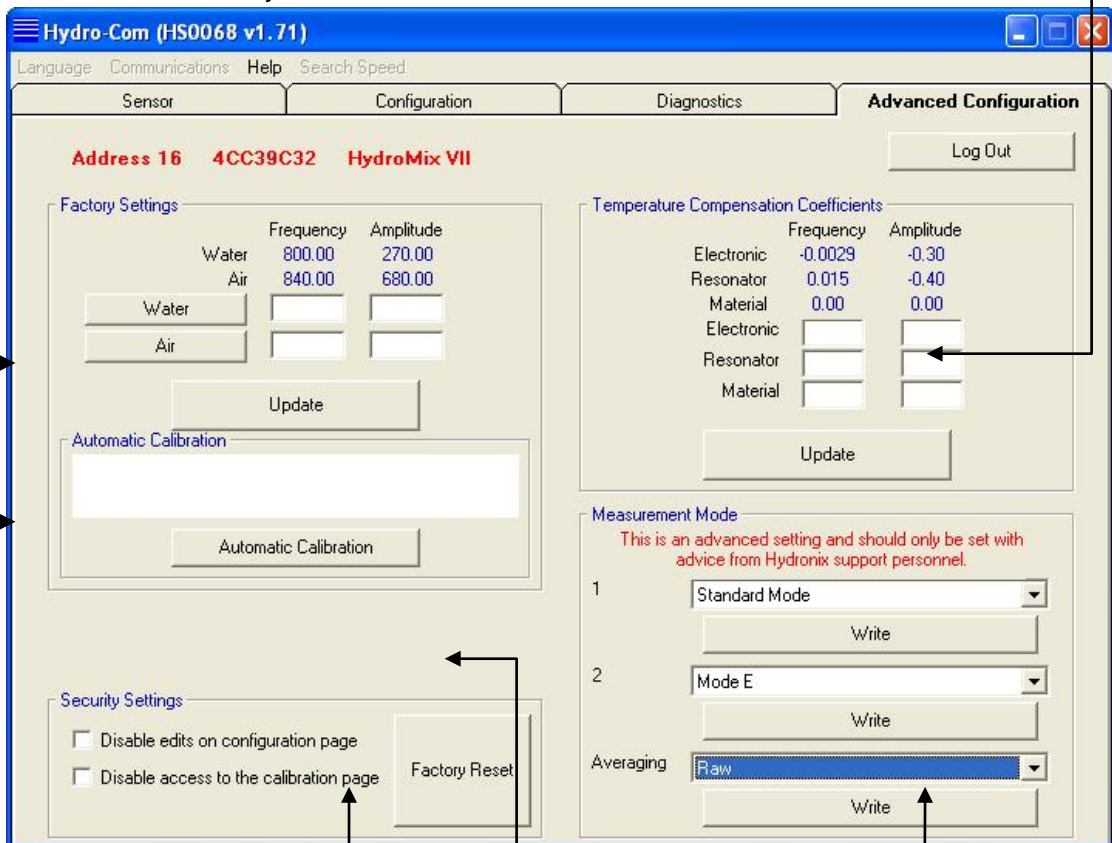 Hydro-Com (HS0068 v1.71)
Language Communications Help Search Speed
Sensor Configuration Diagnostics Advanced Configuration
Address 16 4CC39C32 HydroMix VII
Log Out
Factory Settings
Frequency Amplitude
Water 800.00 270.00
Air 840.00 680.00
Water
Air
Update
Automatic Calibration
Automatic Calibration
Temperature Compensation Coefficients
Frequency Amplitude
Electronic -0.0029 -0.30
Resonator 0.015 -0.40
Material 0.00 0.00
Electronic
Resonator
Material
Update
Measurement Mode
This is an advanced setting and should only be set with
advice from Hydronix support personnel.
1 Standard Mode
Write
2 Mode E
Write
Averaging Raw
Write
Security Settings
Disable edits on configuration page
Disable access to the calibration page
Factory Reset